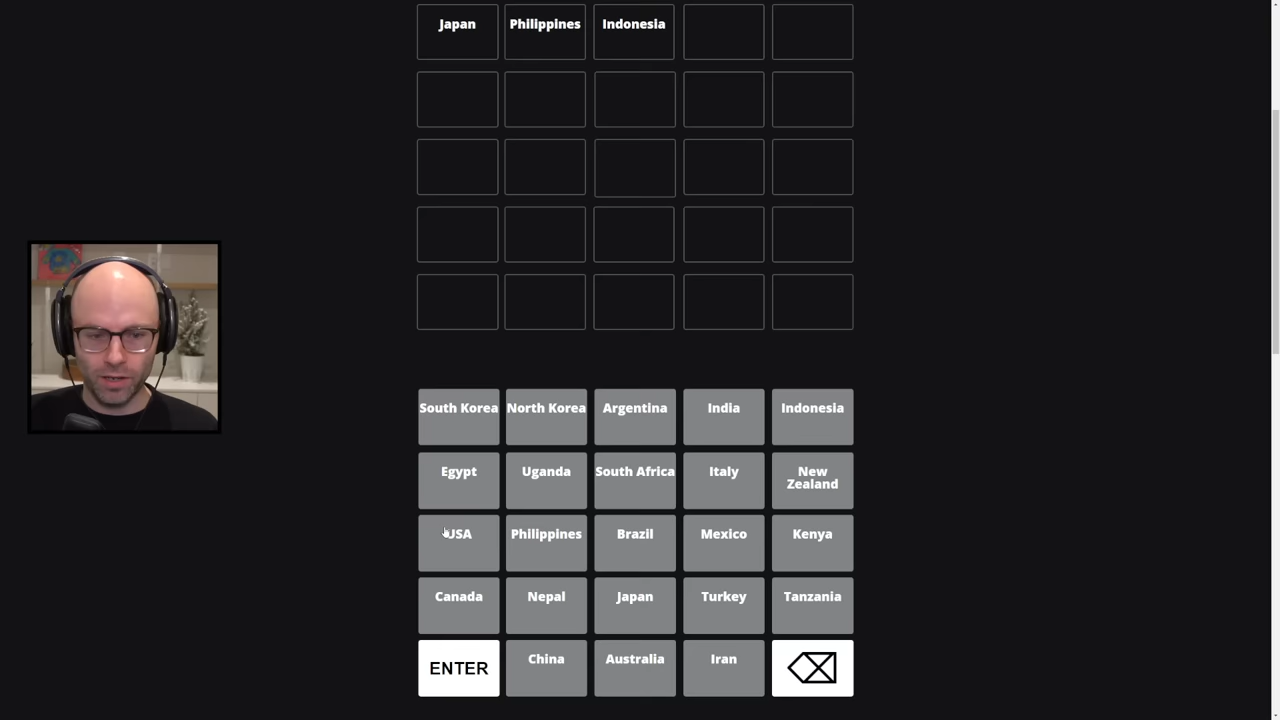 Japan Philippines Indonesia
South Korea North Korea Argentina India Indonesia
Egypt Uganda South Africa Italy New Zealand
USA Philippines Brazil Mexico Kenya
Canada Nepal Japan Turkey Tanzania
ENTER China Australia Iran